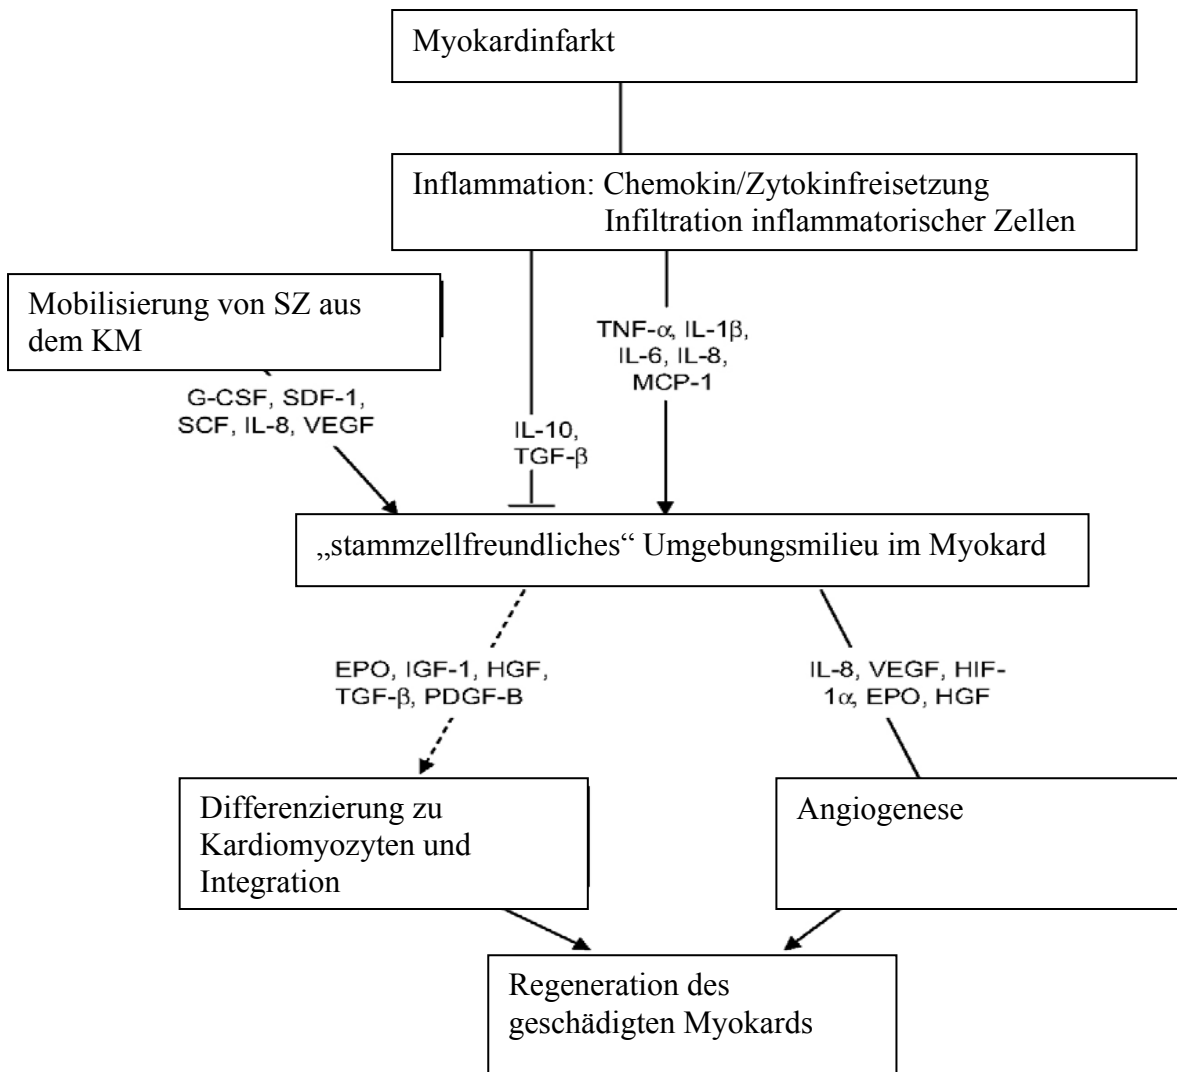 Myokardinfarkt
Inflammation: Chemokin/Zytokinfreisetzung
Infiltration inflammatorischer Zellen
Mobilisierung von SZ aus
dem KM
G-CSF, SDF-1,
SCF, IL-8, VEGF
IL-10,
TGF-β
TNF-α, IL-1β,
IL-6, IL-8,
MCP-1
„stammzellfreundliches“ Umgebungsmilieu im Myokard
EPO, IGF-1, HGF,
TGF-β, PDGF-B
IL-8, VEGF, HIF-
1α, EPO, HGF
Differenzierung zu
Kardiomyozyten und
Integration
Angiogenese
Regeneration des
geschädigten Myokards